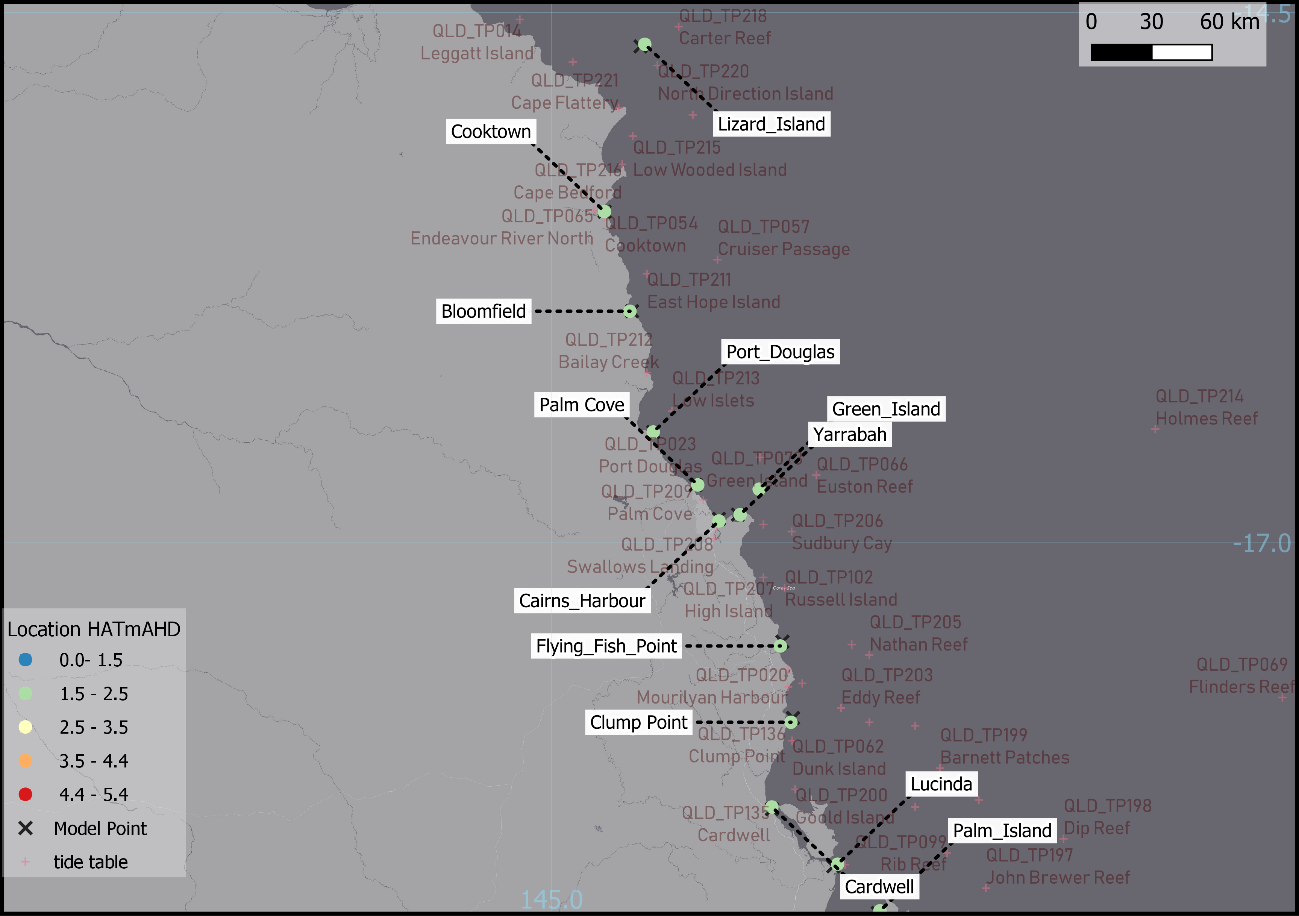 QLD_TP014
Leggatt Island
QLD_TP218
Carter Reef
0 30 60 km
-14.5
QLD_TP221
Cape Flattery
QLD_TP220
North Direction Island
Lizard_Island
Cooktown
QLD_TP215
Low Wooded Island
QLD_TP216
Cape Bedford
QLD_TP065
Endeavour River North
QLD_TP054
Cooktown
QLD_TP057
Cruiser Passage
QLD_TP211
East Hope Island
Bloomfield
QLD_TP212
Bailay Creek
Port_Douglas
QLD_TP213
Low Islets
Palm Cove
Green_Island
Yarrabah
QLD_TP214
Holmes Reef
QLD_TP023
Port Douglas
Green Island
QLD_TP066
Euston Reef
QLD_TP209
Palm Cove
QLD_TP206
Sudbury Cay
-17.0
QLD_TP208
Swallows Landing
QLD_TP207
High Island
QLD_TP102
Russell Island
Cairns_Harbour
QLD_TP205
Nathan Reef
Flying_Fish_Point
QLD_TP020
Mourilyan Harbour
QLD_TP203
Eddy Reef
QLD_TP069
Flinders Reef
Clump Point
QLD_TP136
Clump Point
QLD_TP062
Dunk Island
QLD_TP199
Barnett Patches
Lucinda
QLD_TP200
Goold Island
QLD_TP135
Cardwell
QLD_TP198
Dip Reef
Palm_Island
QLD_TP099
Rib Reef
QLD_TP197
John Brewer Reef
Cardwell
145.0
Location HATmAHD
0.0- 1.5
1.5 - 2.5
2.5 - 3.5
3.5 - 4.4
4.4 - 5.4
Model Point
tide table